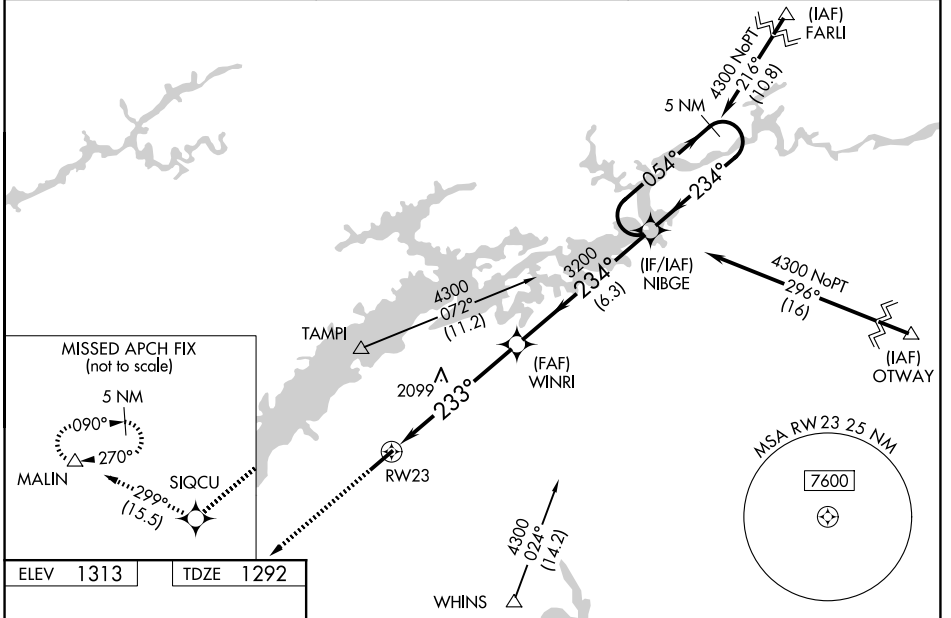 (IAF)
FARLI
4300 NoPT
216°
(10.8)
5 NM
054°
234°
(IF/IAF)
NIBGE
3200
234°
(6.3)
4300 NoPT
296°
(16)
(IAF)
OTWAY
4300
072°
(11.2)
TAMPI
(FAF)
WINRI
2099
233°
RW23
MISSED APCH FIX
(not to scale)
5 NM
090°
270°
MALIN
SIQCU
299°
(15.5)
MSA RW 23 25 NM
7600
4300
024°
(14.2)
WHINS
ELEV 1313
TDZE 1292